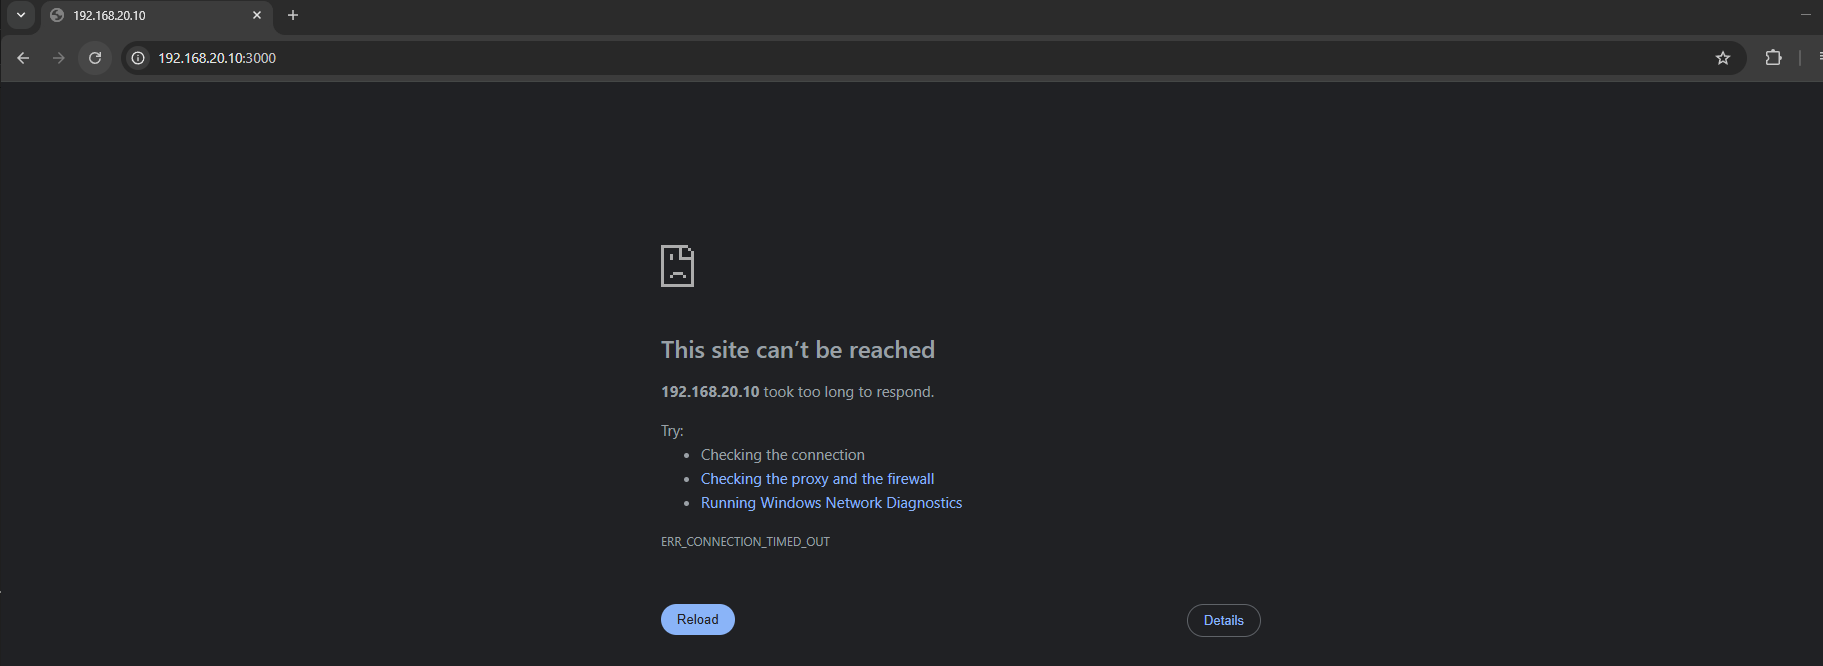 192.168.20.10
192.168.20.10:3000
This site can’t be reached
192.168.20.10 took too long to respond.
Try:
Checking the connection
Checking the proxy and the firewall
Running Windows Network Diagnostics
ERR_CONNECTION_TIMED_OUT
Reload
Details